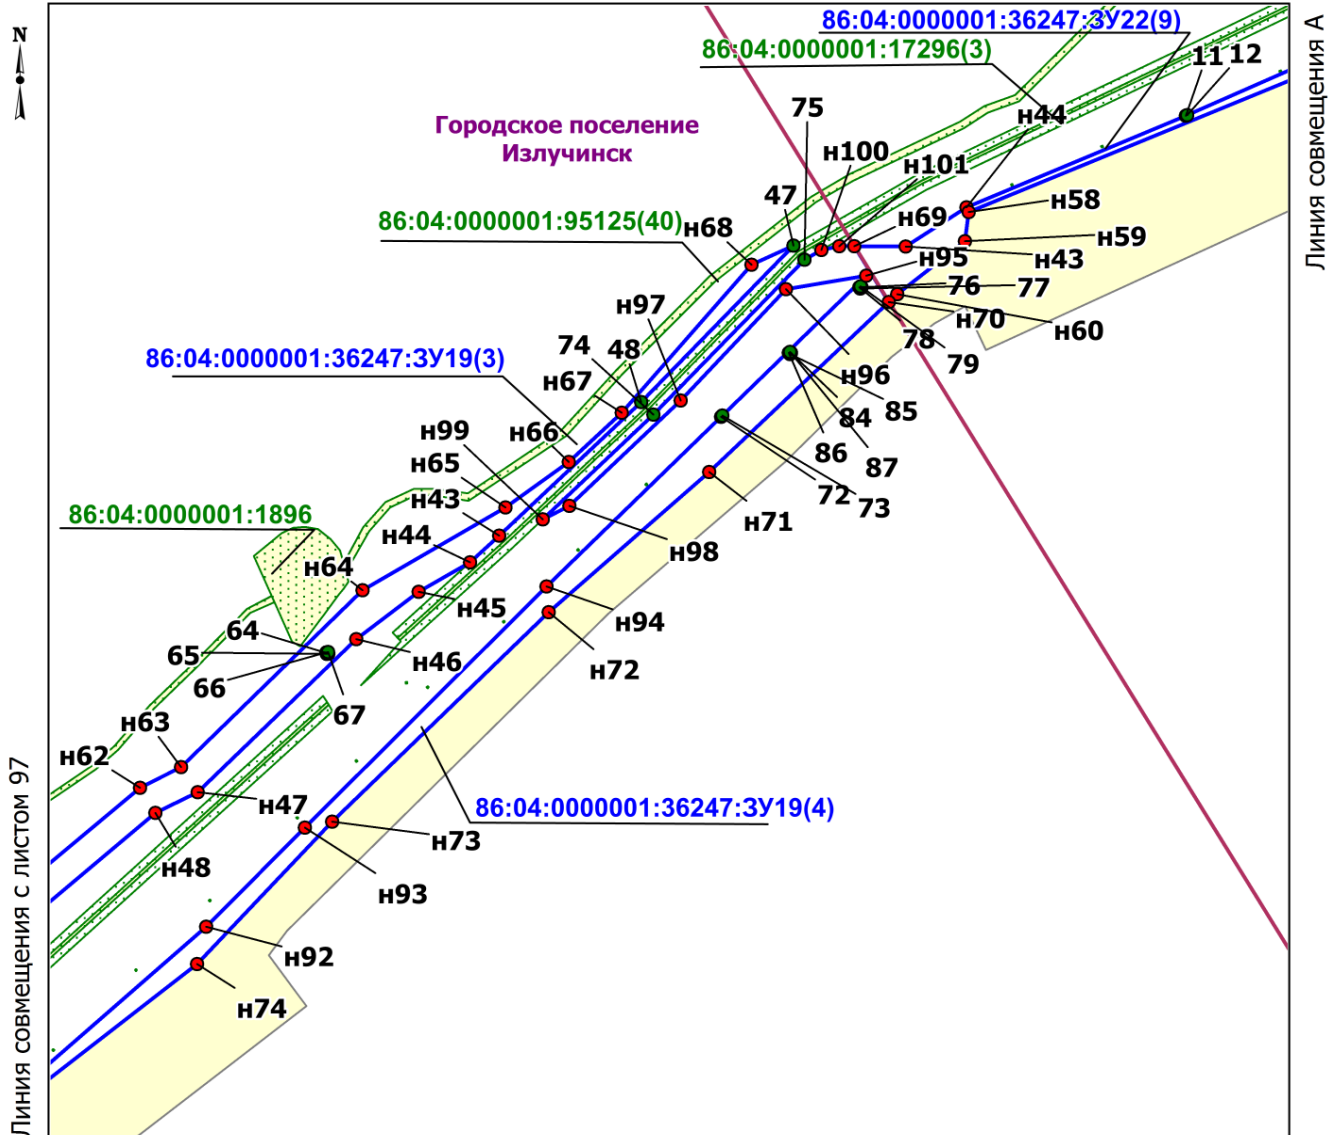 N
86:04:0000001:36247:ЗУ22(9)
86:04:0000001:17296(3)
11 12
н44
75
Городское поселение
Излучинск
н100
н101
47
н58
86:04:0000001:95125(40)
н68
н69
н59
н43
н95
76
77
н97
н70
н60
74
48
78
79
86:04:0000001:36247:ЗУ19(3)
н67
н96
85
84
н99
н66
86
87
н65
72
73
н43
86:04:0000001:1896
н71
н44
н98
н64
н45
н94
64
65
н46
н72
66
67
н63
н62
н47
86:04:0000001:36247:ЗУ19(4)
н73
н48
н93
н92
н74
Линия совмещения с листом 97
Линия совмещения А